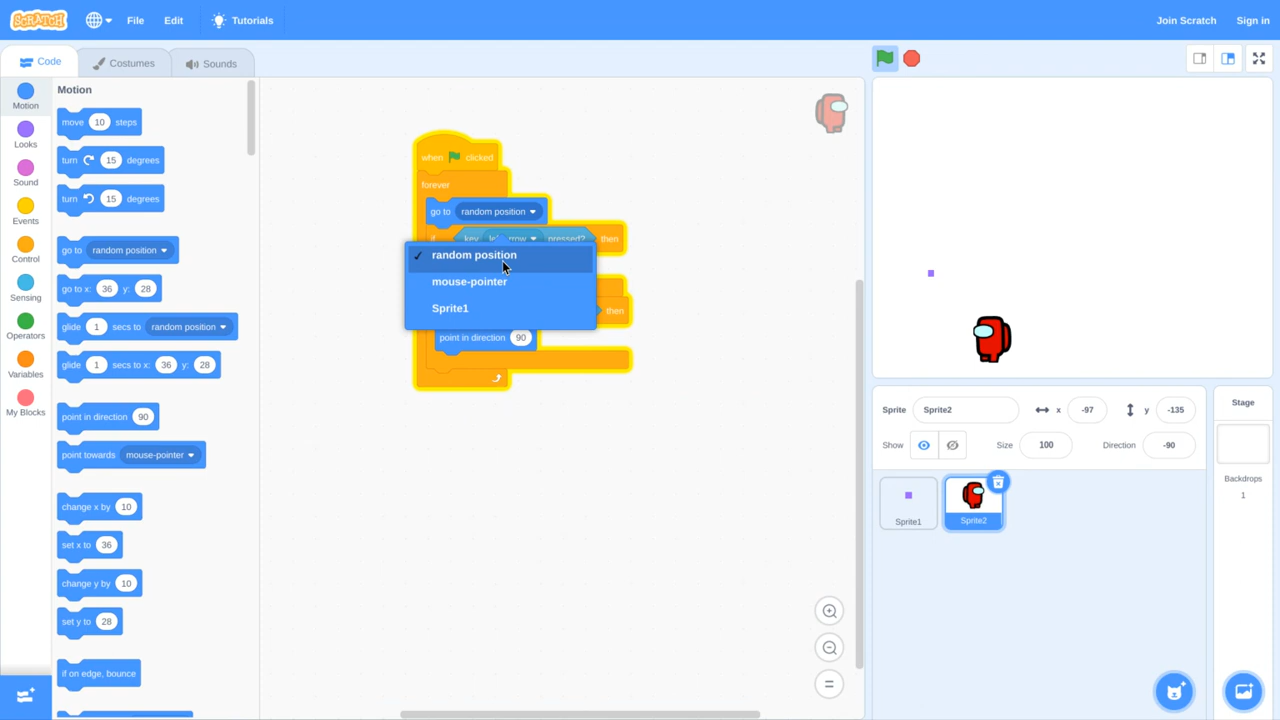 SCRATCH
File
Edit
Tutorials
Join Scratch
Sign in
Code
Costumes
Sounds
Motion
Looks
Sound
Events
Control
Sensing
Operators
Variables
My Blocks
Motion
move 10 steps
turn 15 degrees
turn 15 degrees
go to random position
go to x: 36 y: 28
glide 1 secs to random position
glide 1 secs to x: 36 y: 28
point in direction 90
point towards mouse-pointer
change x by 10
set x to 36
change y by 10
set y to 28
if on edge, bounce
when clicked
forever
go to random position
key arrow pressed? then
random position
mouse-pointer
Sprite1
then
point in direction 90
Sprite Sprite2 x -97 y -135
Show Size 100 Direction -90
Sprite1
Sprite2
Stage
Backdrops
1